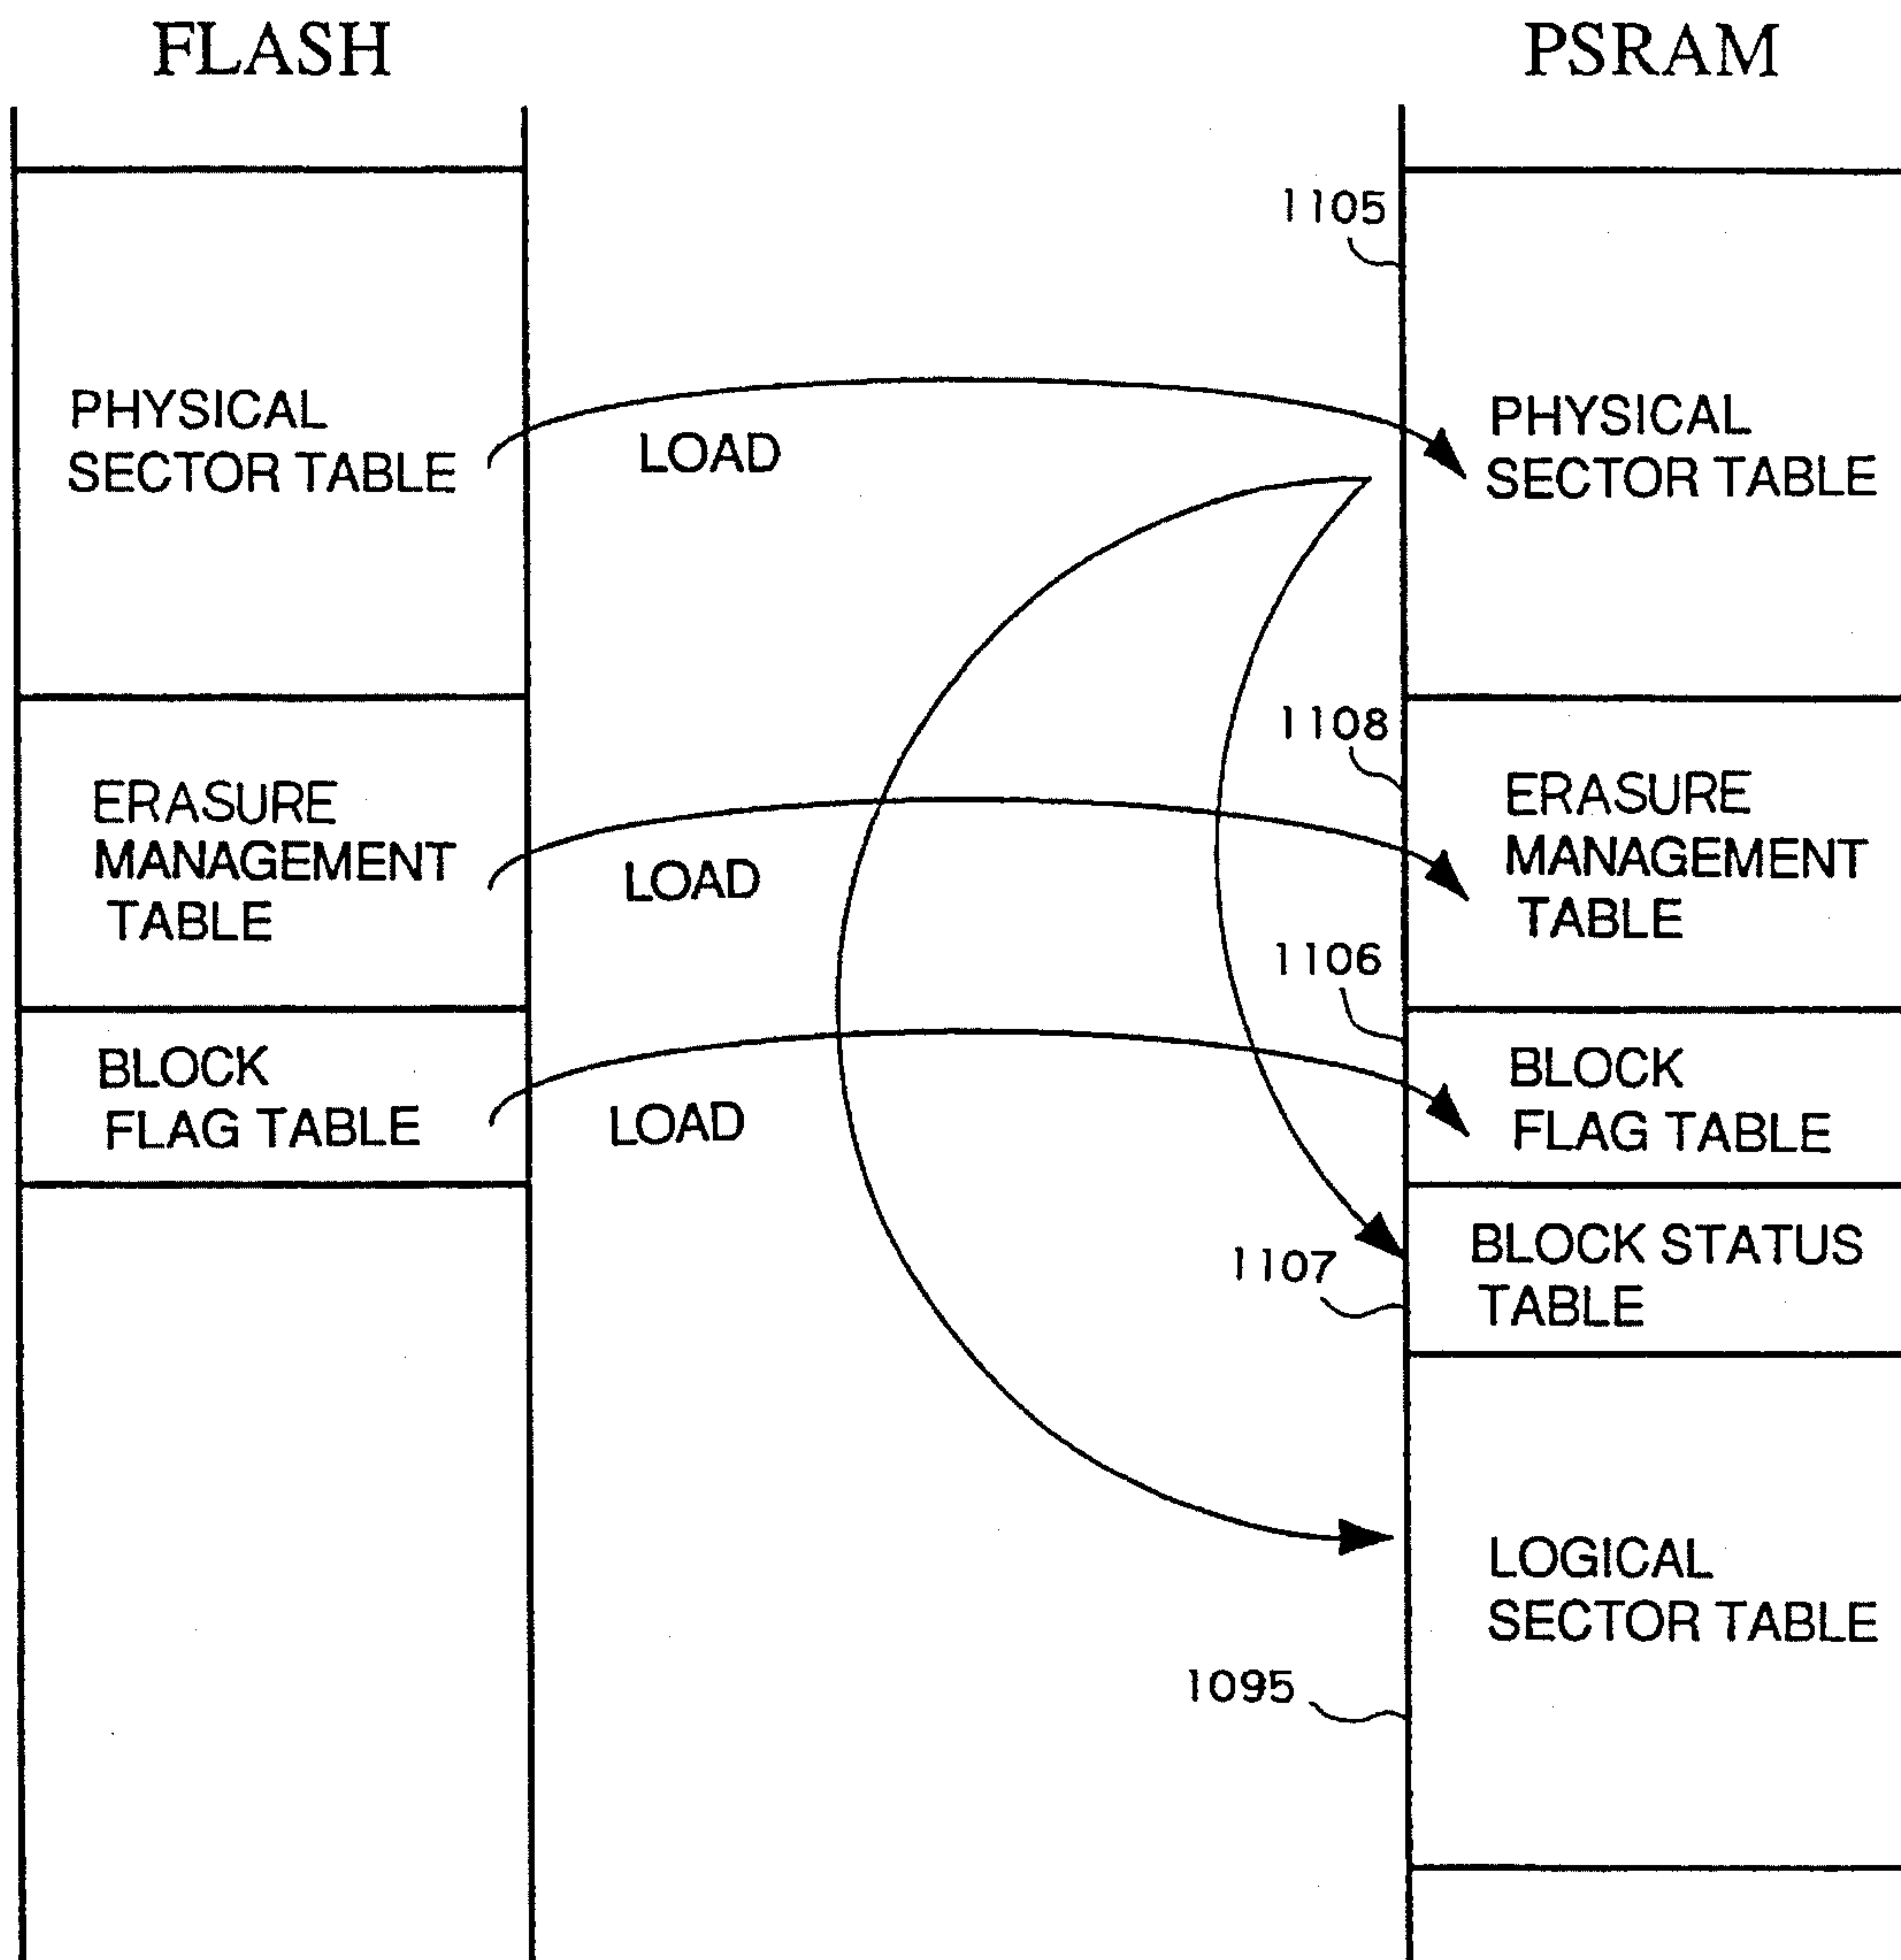 FLASH
PSRAM
1105
PHYSICAL
SECTOR TABLE
LOAD
PHYSICAL
SECTOR TABLE
1108
ERASURE
MANAGEMENT
TABLE
LOAD
ERASURE
MANAGEMENT
TABLE
1106
BLOCK
FLAG TABLE
LOAD
BLOCK
FLAG TABLE
1107
BLOCK STATUS
TABLE
LOGICAL
SECTOR TABLE
1095